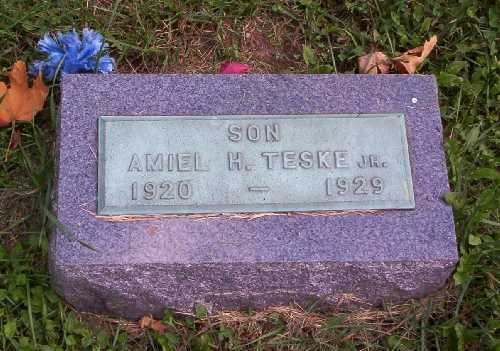 SON
AMIEL H. TESKE JR.
1920 — 1929